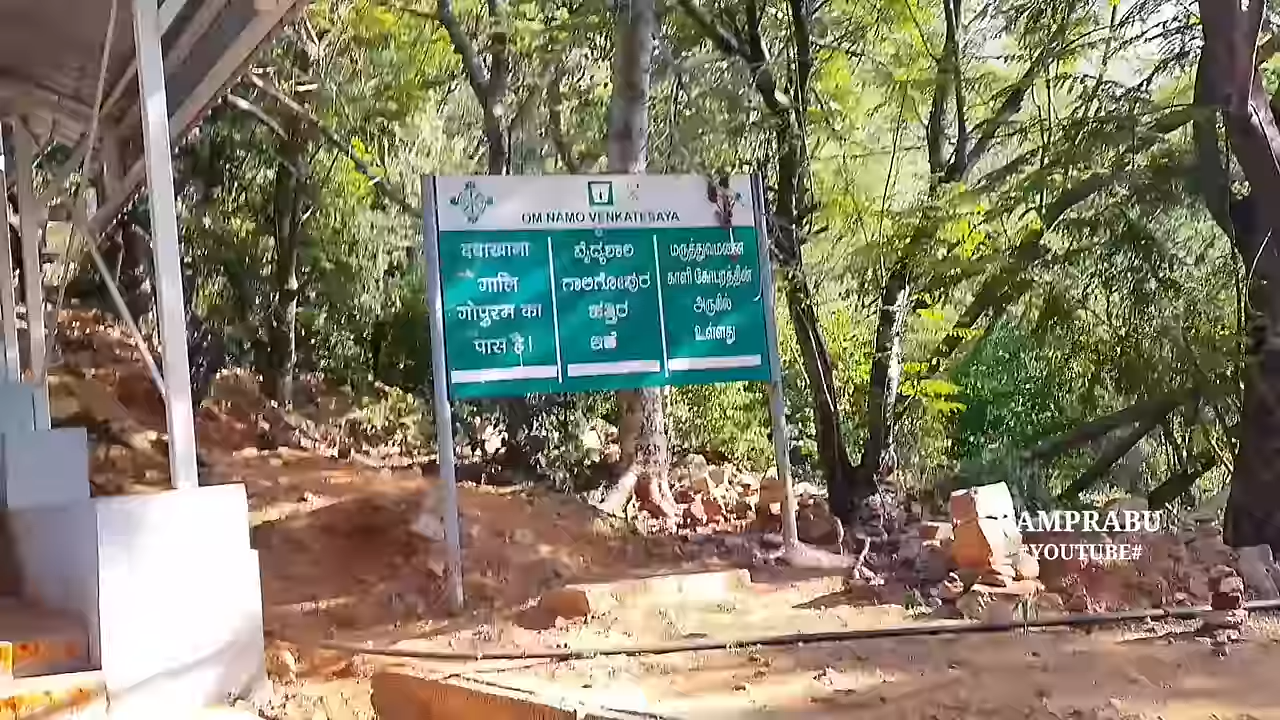 OM NAMO VENKATESAYA
दवाखाना
गालि
गोपुरम का
पास है।
ವೈದ್ಯಶಾಲ
ಗಾಲಿಗೋಪುರ
ಹತ್ತಿರ
ಇದೆ
மருத்துவமனை
காளி கோபுரத்தின்
அருகில்
உள்ளது
AMPRABU
#YOUTUBE#